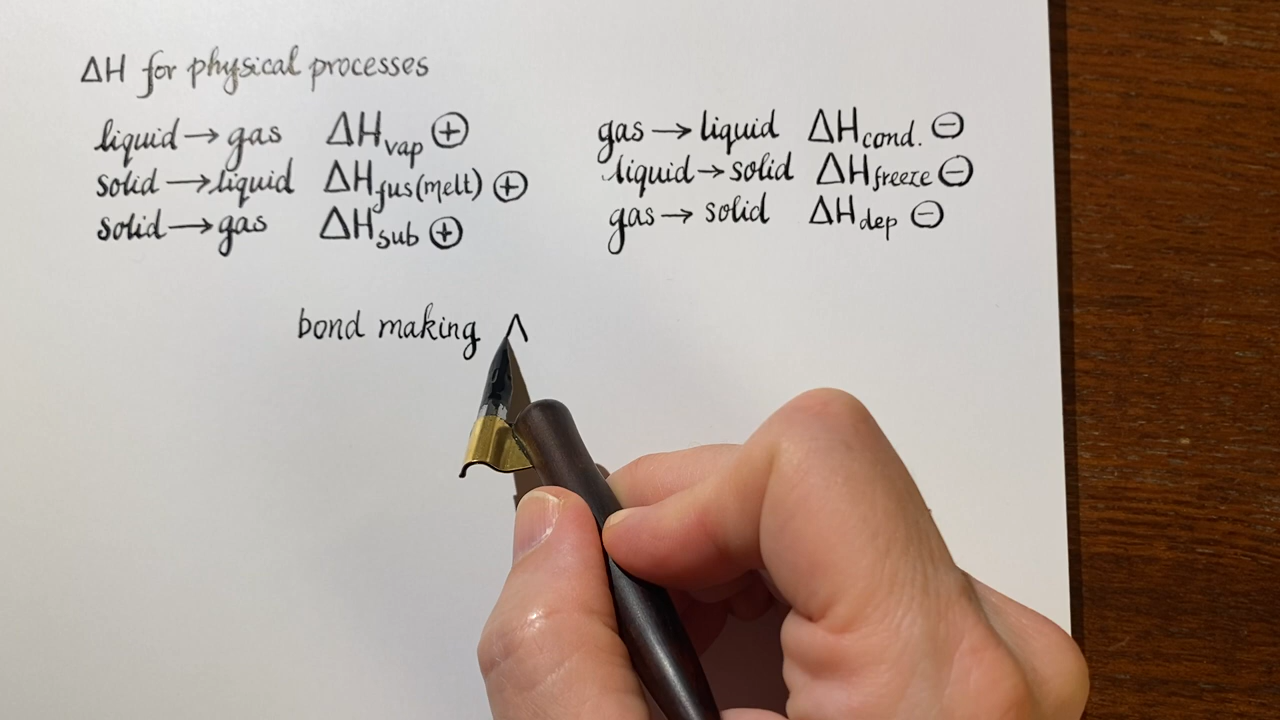 ΔH for physical processes
liquid → gas ΔHvap ⊕
solid → liquid ΔHfus(melt) ⊕
solid → gas ΔHsub ⊕
gas → liquid ΔHcond. ⊖
liquid → solid ΔHfreeze ⊖
gas → solid ΔHdep ⊖
bond making